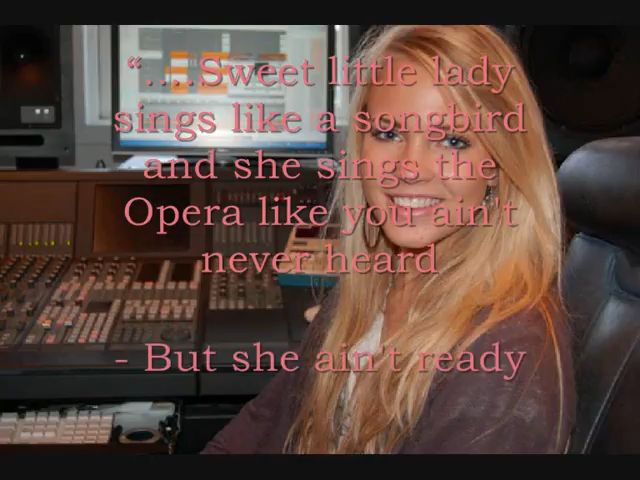 “....Sweet little lady
sings like a songbird
and she sings the
Opera like you ain't
never heard
- But she ain't ready